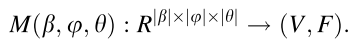 M(β, φ, θ) : R^{|β|×|φ|×|θ|} → (V, F).